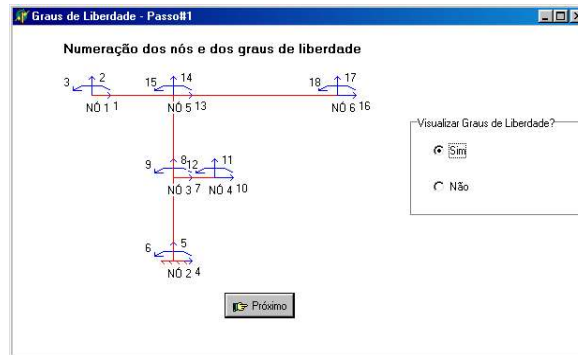 Graus de Liberdade - Passo#1
Numeração dos nós e dos graus de liberdade
3 2 15 14 18 17
NÓ 1 1 NÓ 5 13 NÓ 6 16
Visualizar Graus de Liberdade?
Sim
9 8 12 11
Não
NÓ 3 7 NÓ 4 10
6 5
NÓ 2 4
Próximo